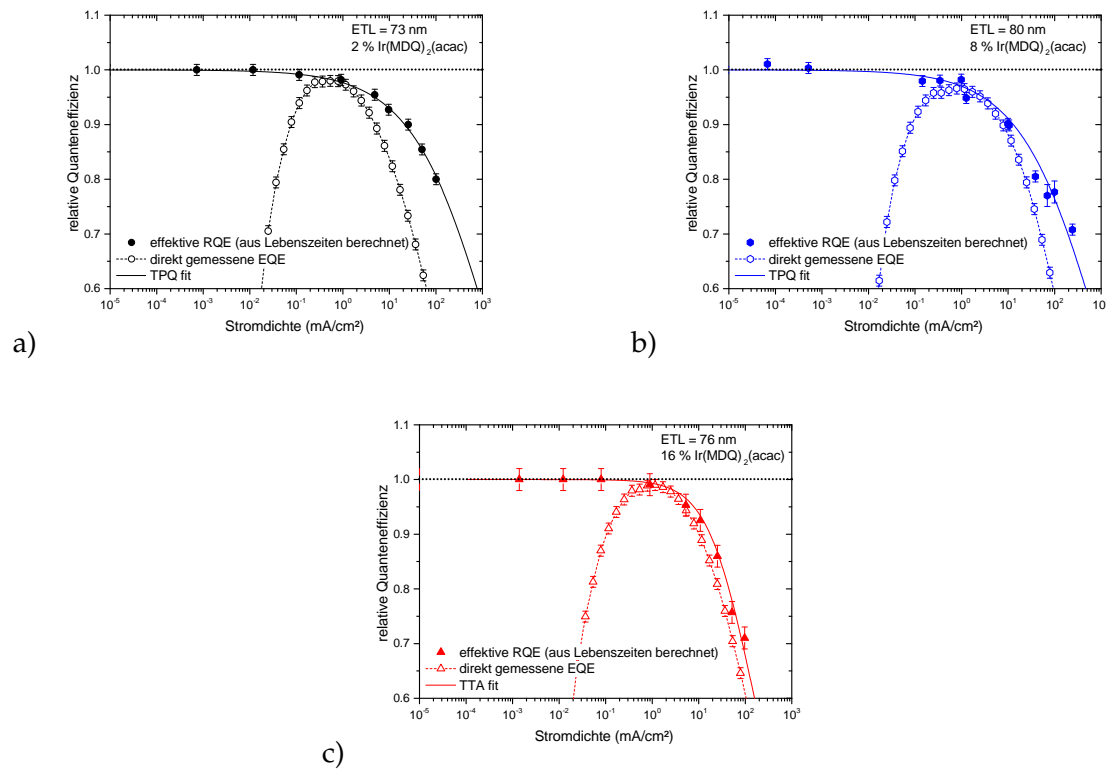 ETL = 73 nm
2 % Ir(MDQ)₂(acac)
1.1
1.0
0.9
0.8
0.7
0.6
relative Quanteneffizienz
effektive RQE (aus Lebenszeiten berechnet)
direkt gemessene EQE
TPQ fit
10⁻⁵ 10⁻⁴ 10⁻³ 10⁻² 10⁻¹ 10⁰ 10¹ 10² 10³
Stromdichte (mA/cm²)
a)
ETL = 80 nm
8 % Ir(MDQ)₂(acac)
1.1
1.0
0.9
0.8
0.7
0.6
relative Quanteneffizienz
effektive RQE (aus Lebenszeiten berechnet)
direkt gemessene EQE
TPQ fit
10⁻⁵ 10⁻⁴ 10⁻³ 10⁻² 10⁻¹ 10⁰ 10¹ 10² 10
Stromdichte (mA/cm²)
b)
ETL = 76 nm
16 % Ir(MDQ)₂(acac)
1.1
1.0
0.9
0.8
0.7
0.6
relative Quanteneffizienz
effektive RQE (aus Lebenszeiten berechnet)
direkt gemessene EQE
TTA fit
10⁻⁵ 10⁻⁴ 10⁻³ 10⁻² 10⁻¹ 10⁰ 10¹ 10² 10³
Stromdichte (mA/cm²)
c)